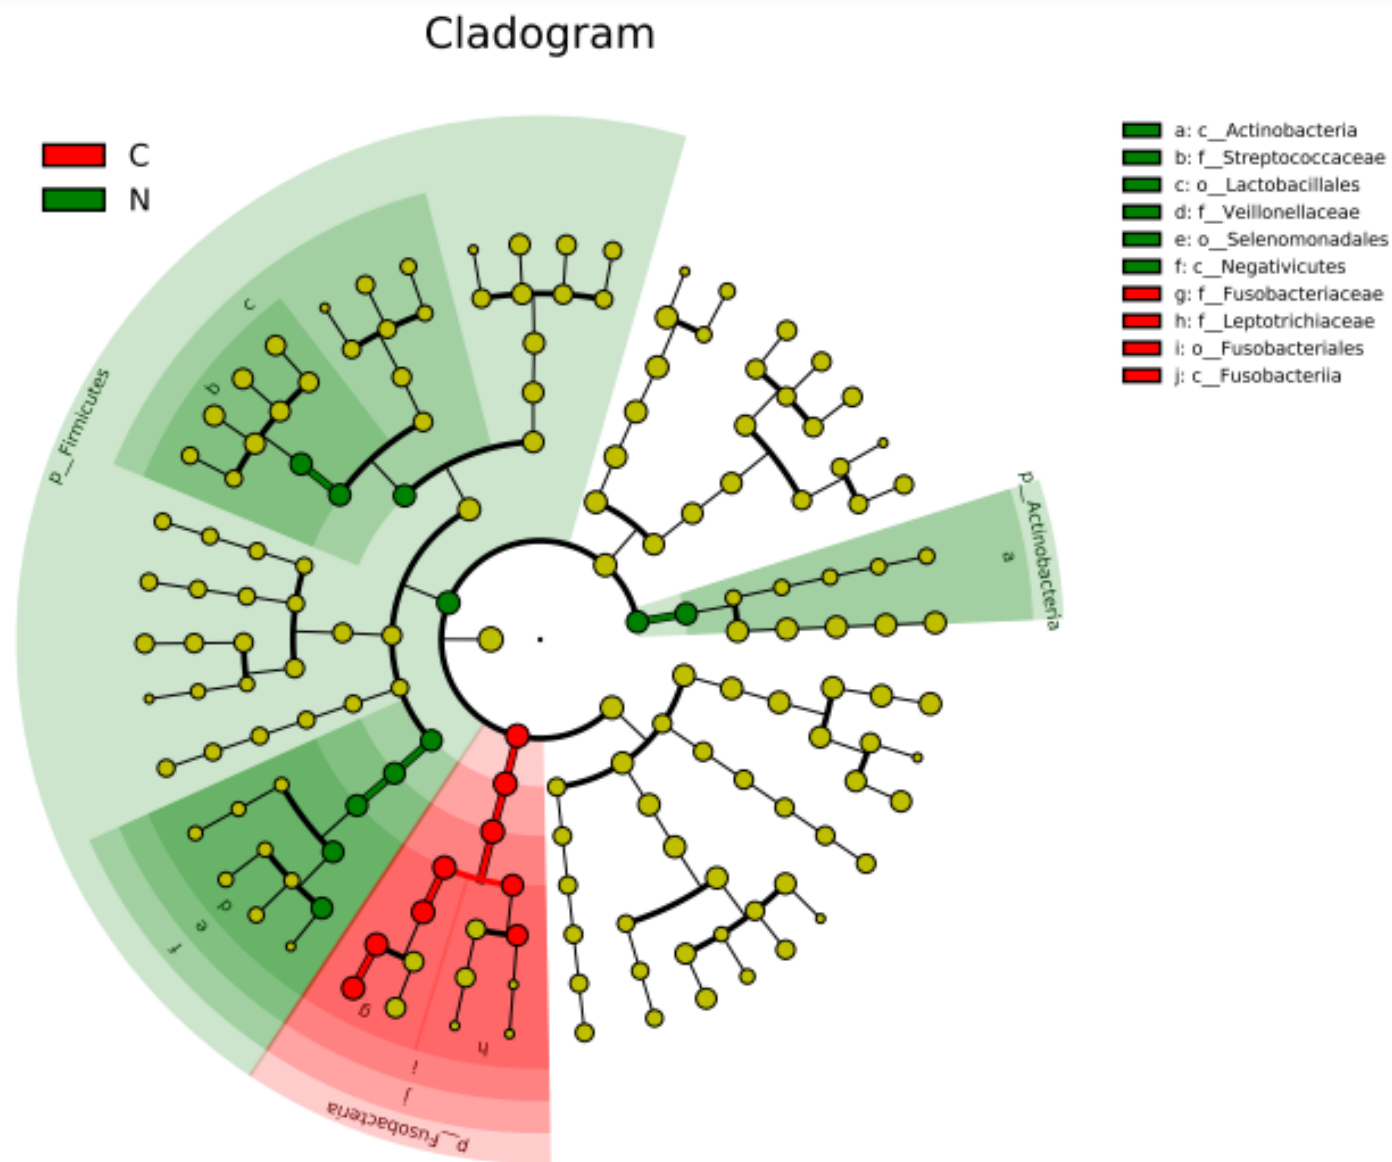 Cladogram
C
N
a: c__Actinobacteria
b: f__Streptococcaceae
c: o__Lactobacillales
d: f__Veillonellaceae
e: o__Selenomonadales
f: c__Negativicutes
g: f__Fusobacteriaceae
h: f__Leptotrichiaceae
i: o__Fusobacteriales
j: c__Fusobacteriia
p__Firmicutes
c
b
p__Actinobacteria
a
d
e
f
g
h
i
j
p__Fusobacteria